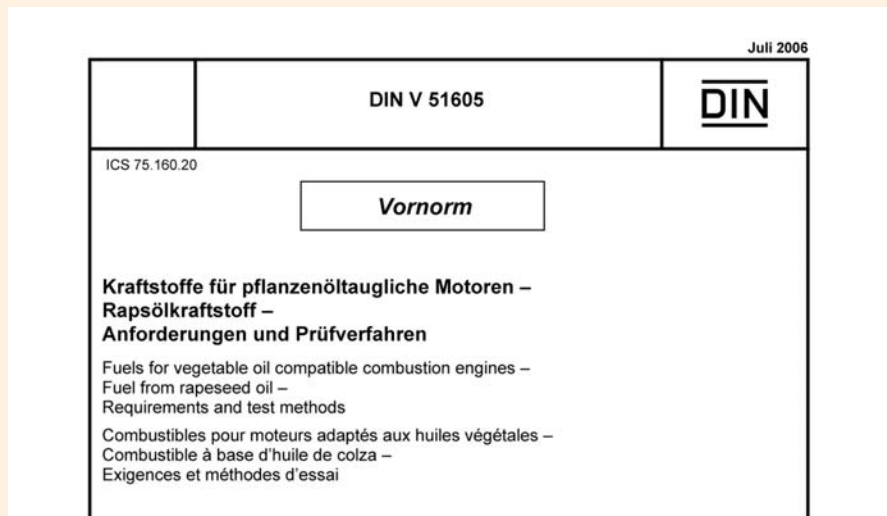 Juli 2006
DIN V 51605
DIN
ICS 75.160.20
Vornorm
Kraftstoffe für pflanzenöltaugliche Motoren –
Rapsölkraftstoff –
Anforderungen und Prüfverfahren
Fuels for vegetable oil compatible combustion engines –
Fuel from rapeseed oil –
Requirements and test methods
Combustibles pour moteurs adaptés aux huiles végétales –
Combustible à base d’huile de colza –
Exigences et méthodes d’essai